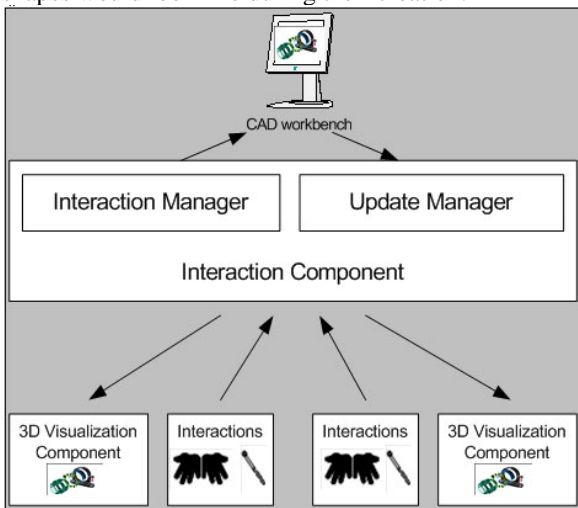 CAD workbench
Interaction Manager
Update Manager
Interaction Component
3D Visualization
Component
Interactions
Interactions
3D Visualization
Component